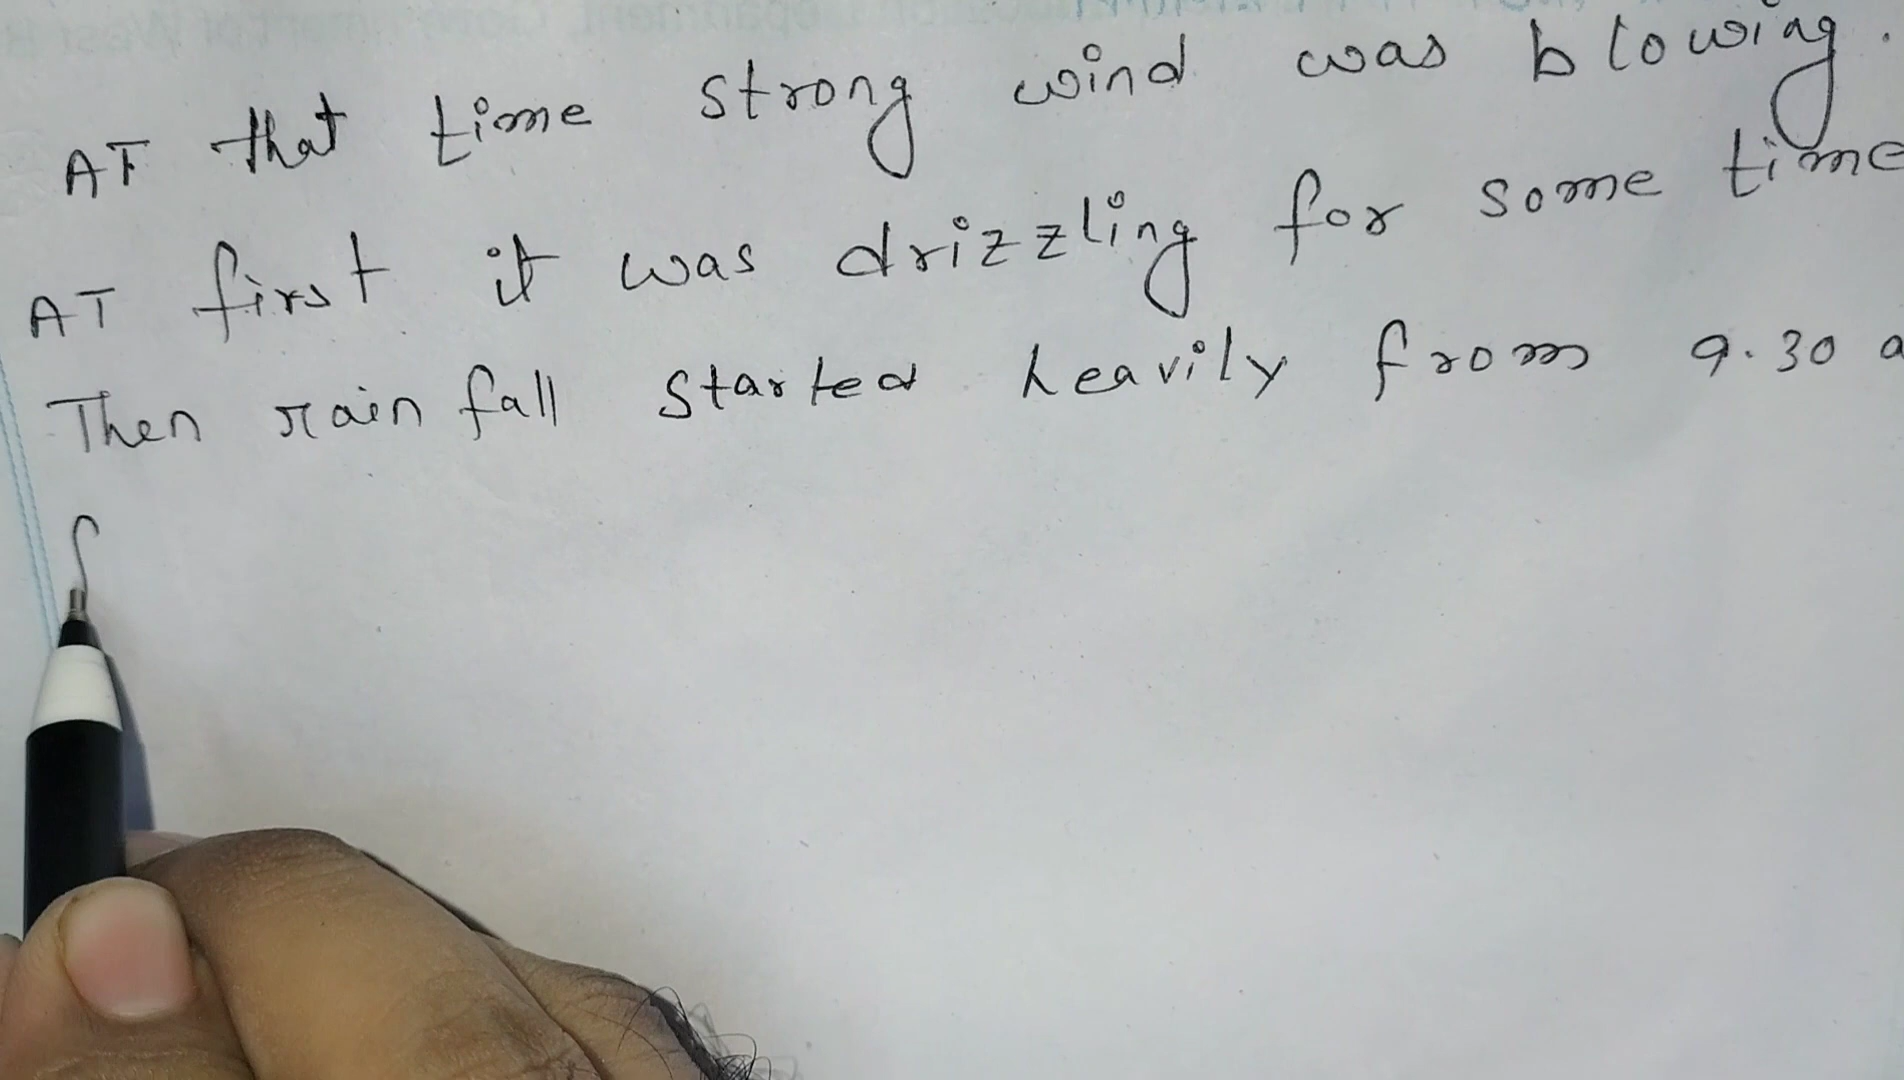 AT that time strong wind was blowing.
AT first it was drizzling for some time
Then rain fall started heavily from 9.30 a